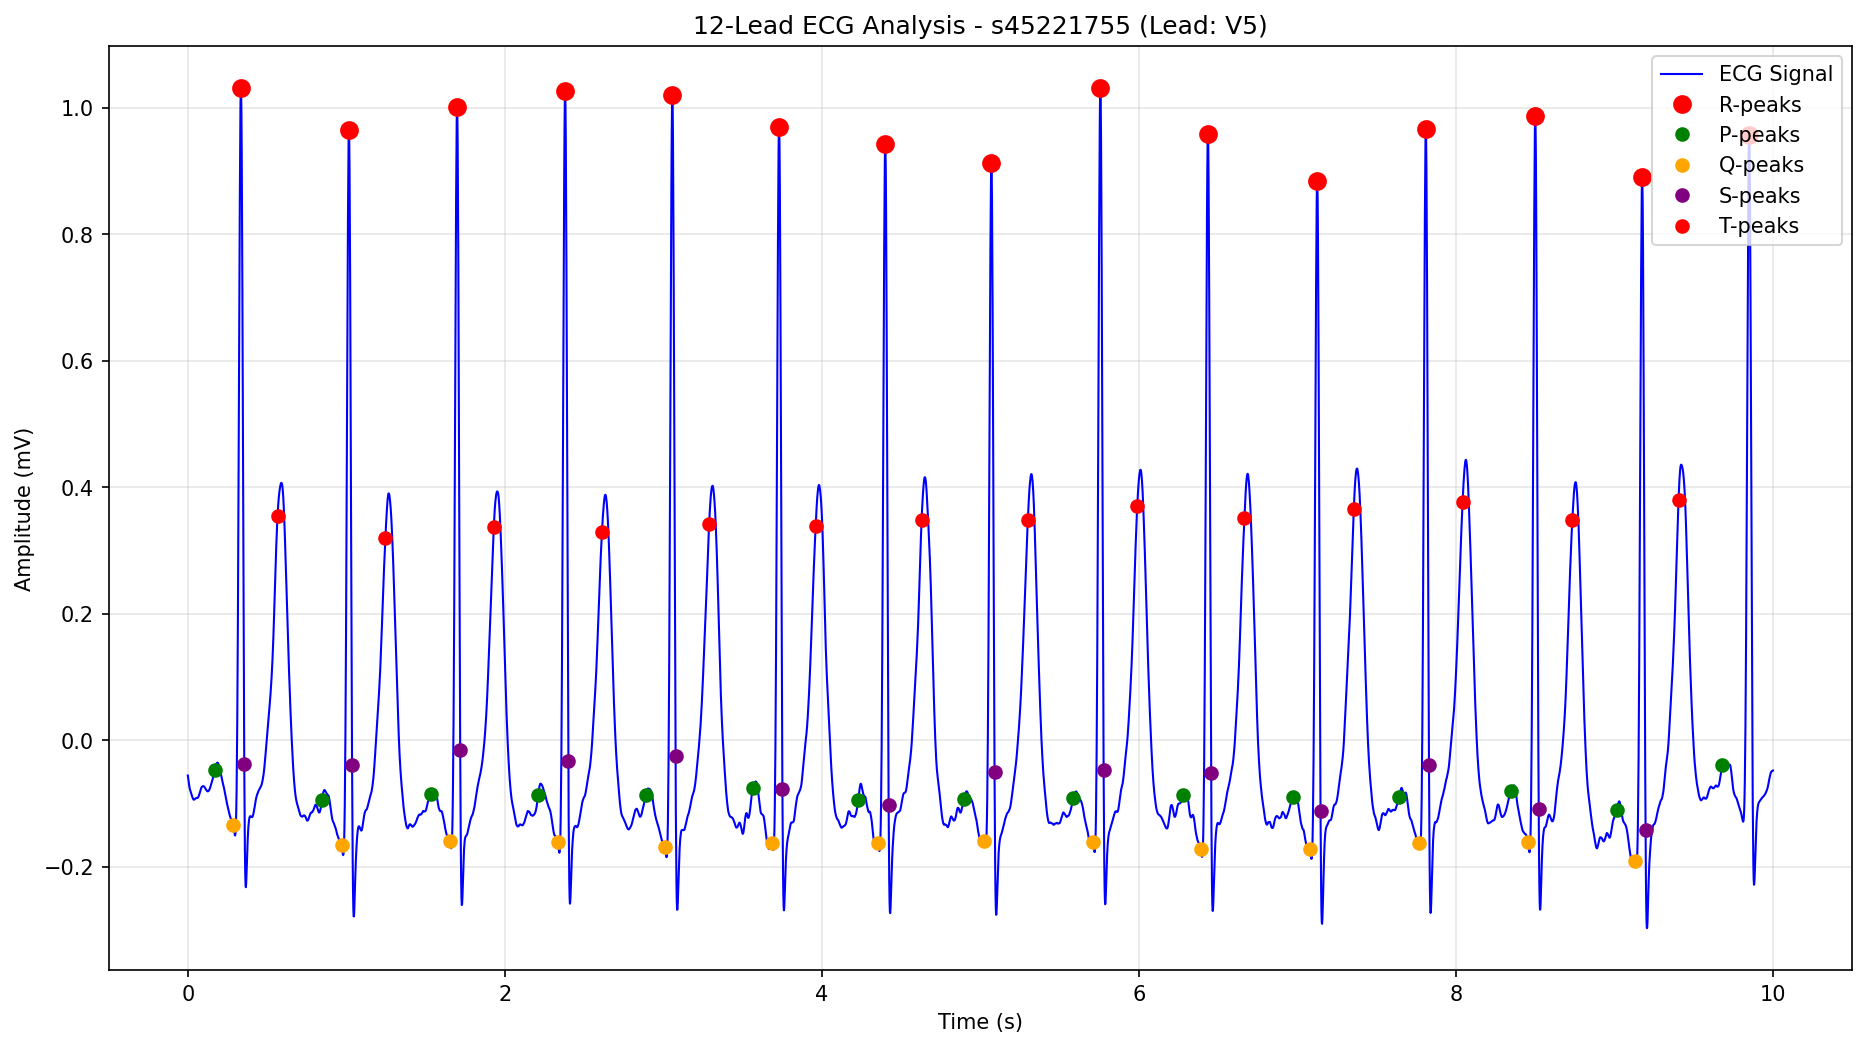 12-Lead ECG Analysis - s45221755 (Lead: V5)
ECG Signal
R-peaks
P-peaks
Q-peaks
S-peaks
T-peaks
1.0
0.8
0.6
0.4
0.2
0.0
−0.2
Amplitude (mV)
0 2 4 6 8 10
Time (s)